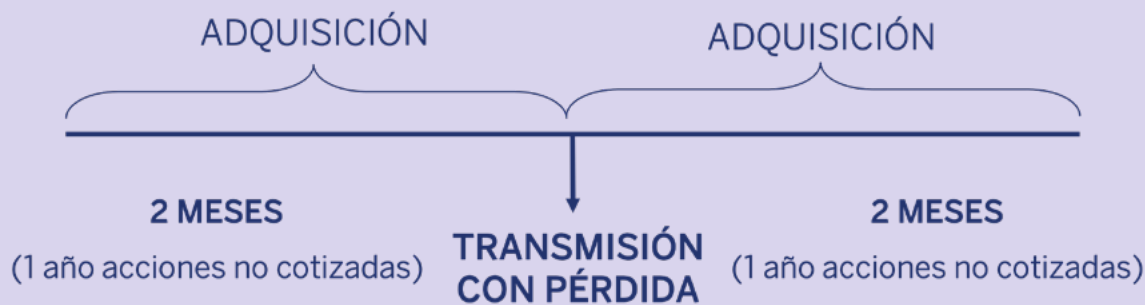 ADQUISICIÓN
ADQUISICIÓN
2 MESES
(1 año acciones no cotizadas)
TRANSMISIÓN
CON PÉRDIDA
2 MESES
(1 año acciones no cotizadas)